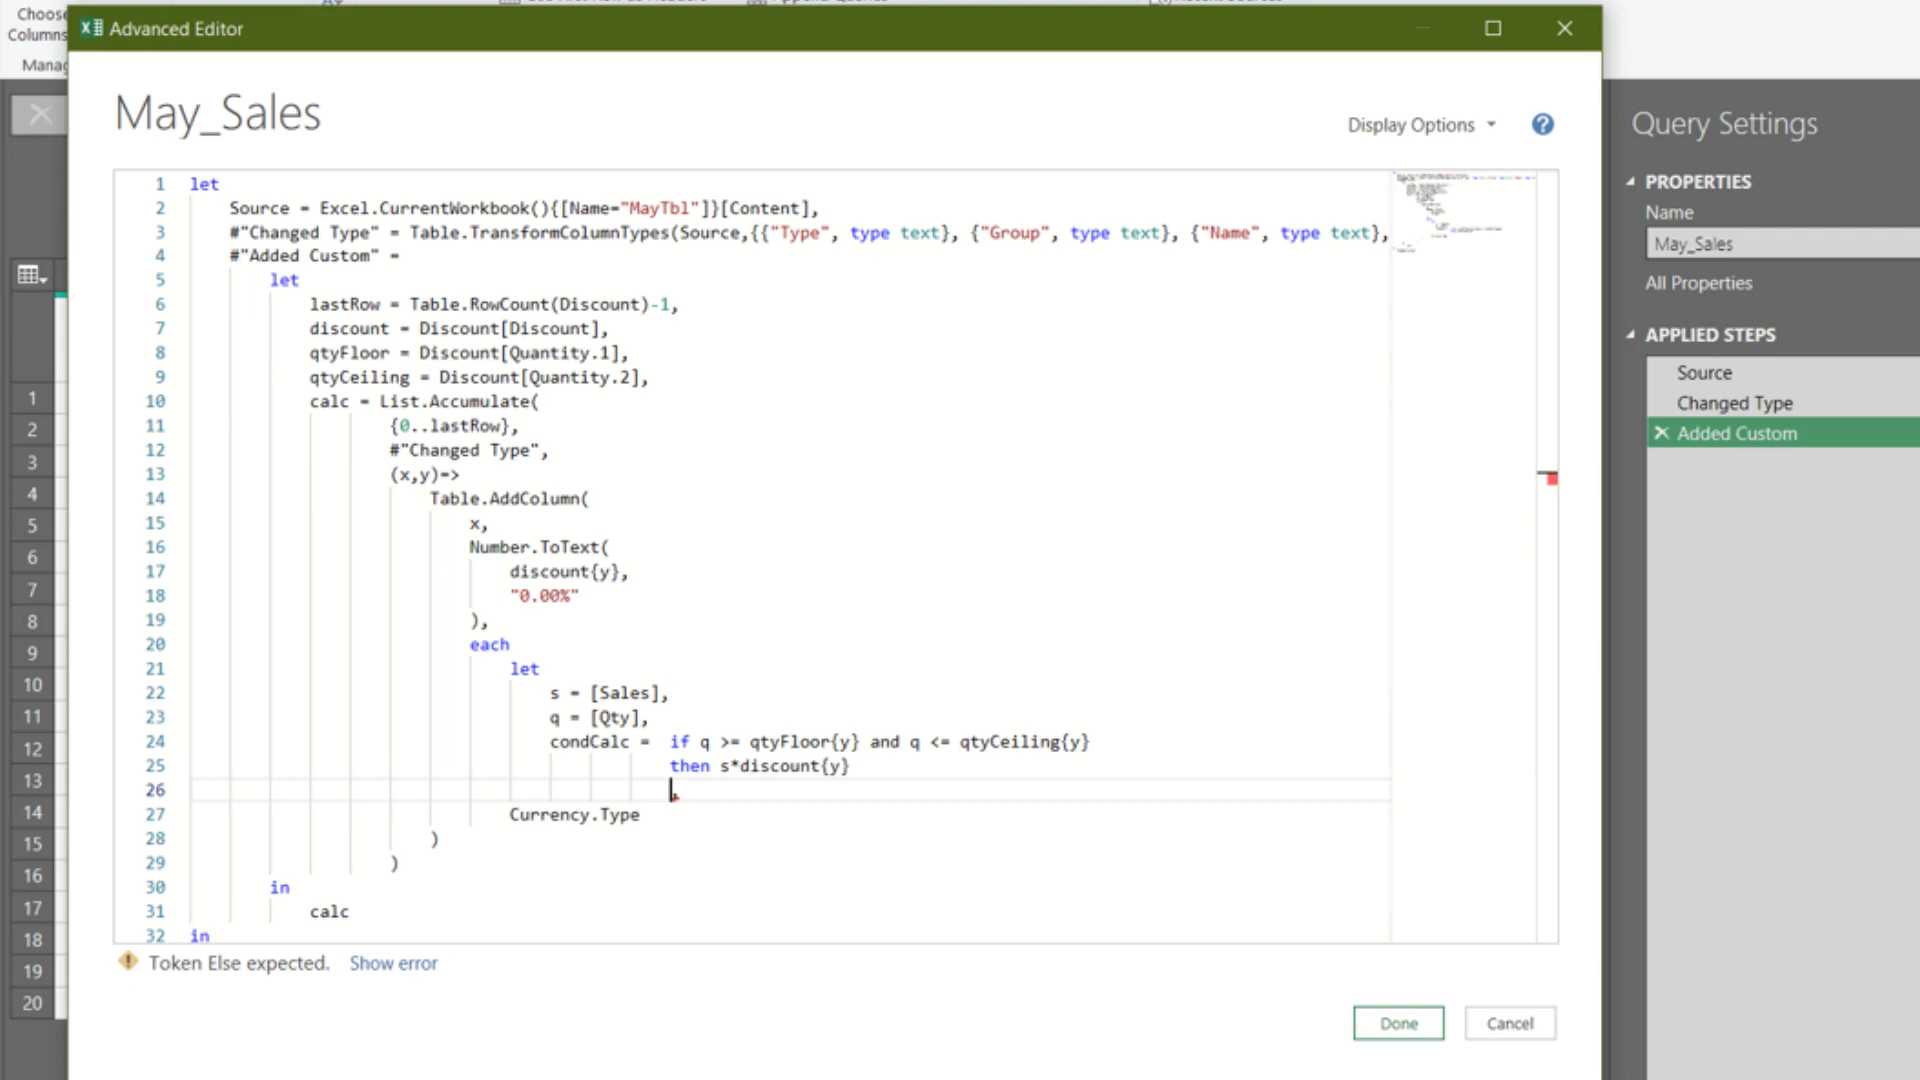 Choose
Columns
Advanced Editor
May_Sales
Display Options
?
1 let
2 Source = Excel.CurrentWorkbook(){[Name="MayTbl"]}[Content],
3 #"Changed Type" = Table.TransformColumnTypes(Source,{{"Type", type text}, {"Group", type text}, {"Name", type text},
4 #"Added Custom" =
5 let
6 lastRow = Table.RowCount(Discount)-1,
7 discount = Discount[Discount],
8 qtyFloor = Discount[Quantity.1],
9 qtyCeiling = Discount[Quantity.2],
10 calc = List.Accumulate(
11 {0..lastRow},
12 #"Changed Type",
13 (x,y)=>
14 Table.AddColumn(
15 x,
16 Number.ToText(
17 discount{y},
18 "0.00%"
19 ),
20 each
21 let
22 s = [Sales],
23 q = [Qty],
24 condCalc = if q >= qtyFloor{y} and q <= qtyCeiling{y}
25 then s*discount{y}
26 ,
27 Currency.Type
28 )
29 )
30 in
31 calc
32 in
Token Else expected. Show error
Done
Cancel
1
2
3
4
5
6
7
8
9
10
11
12
13
14
15
16
17
18
19
20
Query Settings
PROPERTIES
Name
May_Sales
All Properties
APPLIED STEPS
Source
Changed Type
Added Custom